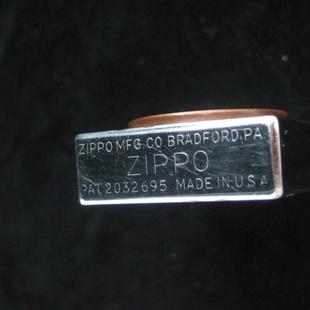 ZIPPO MFG.CO.BRADFORD.PA.
ZIPPO
PAT.2032695 MADE IN U.S.A